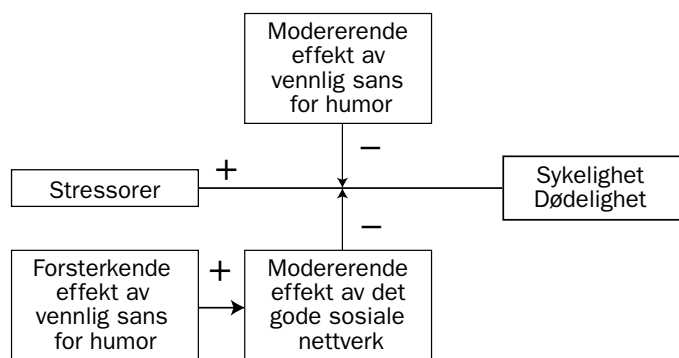 Modererende
effekt av
vennlig sans
for humor
−
+
Stressorer
Sykelighet
Dødelighet
−
Forsterkende
effekt av
vennlig sans
for humor
+
Modererende
effekt av det
gode sosiale
nettverk